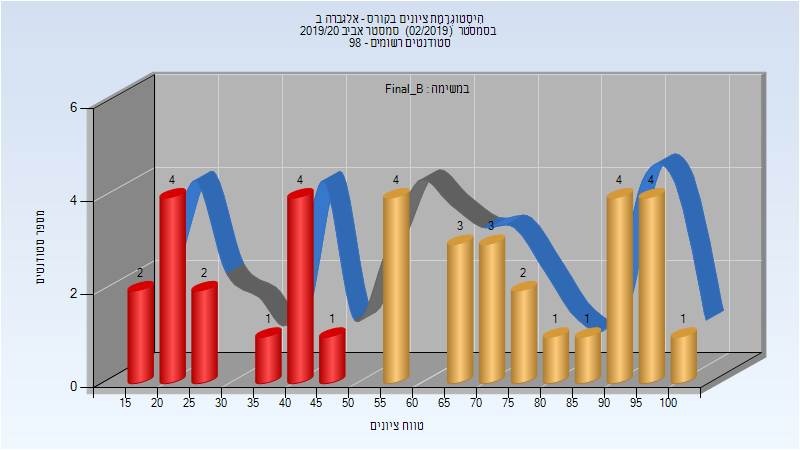 היסטוגרמת ציונים בקורס - אלגברה ב
בסמסטר (02/2019) סמסטר אביב 2019/20
סטודנטים רשומים - 98
במשימה: Final_B
מספר סטודנטים
6
4
2
0
2
4
2
1
4
1
4
3
3
2
1
1
4
4
1
15 20 25 30 35 40 45 50 55 60 65 70 75 80 85 90 95 100
טווח ציונים